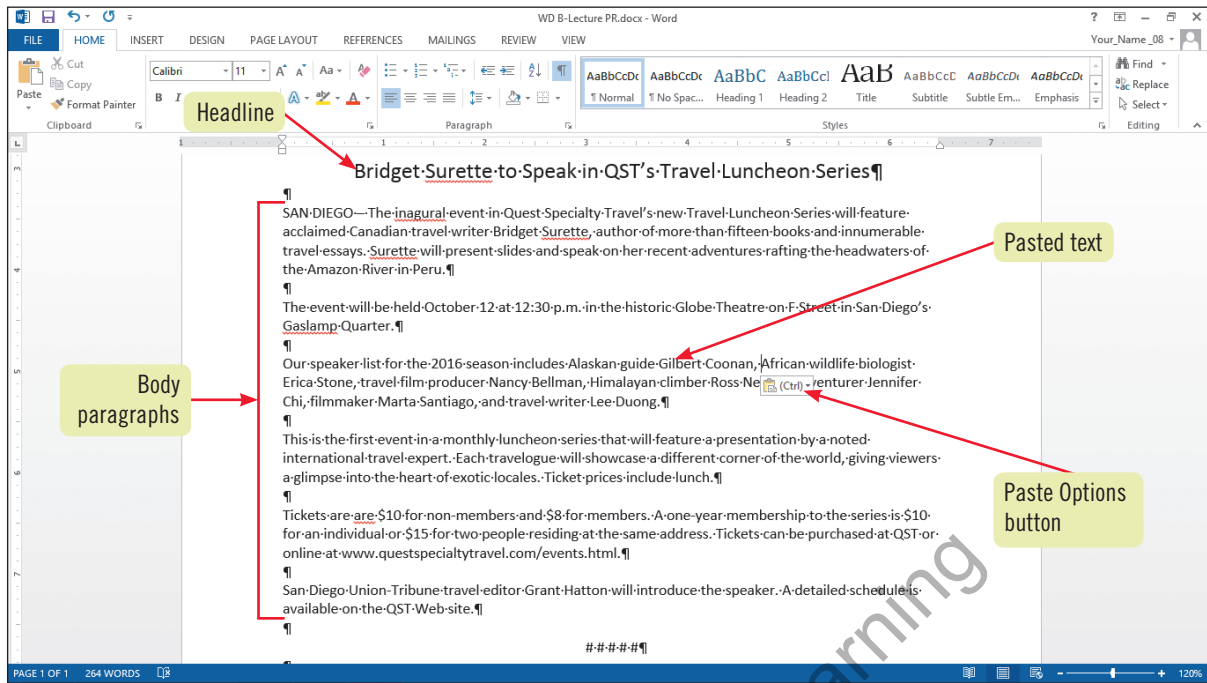 WD B-Lecture PR.docx - Word
FILE HOME INSERT DESIGN PAGE LAYOUT REFERENCES MAILINGS REVIEW VIEW Your_Name_08
Cut
Copy
Format Painter
Paste
Clipboard
Calibri 11
Paragraph
AaBbCcDc AaBbCcDc AaBbC AaBbCcI AaB AaBbCcD AaBbCcDc AaBbCcDc
¶ Normal ¶ No Spac... Heading 1 Heading 2 Title Subtitle Subtle Em... Emphasis
Styles
Find
Replace
Select
Editing
Headline
Bridget·Surette·to·Speak·in·QST's·Travel·Luncheon·Series¶
¶
SAN·DIEGO·—·The·inagural·event·in·Quest·Specialty·Travel's·new·Travel·Luncheon·Series·will·feature·
acclaimed·Canadian·travel·writer·Bridget·Surette,·author·of·more·than·fifteen·books·and·innumerable·
travel·essays.·Surette·will·present·slides·and·speak·on·her·recent·adventures·rafting·the·headwaters·of·
the·Amazon·River·in·Peru.¶
¶
The·event·will·be·held·October·12·at·12:30·p.m.·in·the·historic·Globe·Theatre·on·F·Street·in·San·Diego's·
Gaslamp·Quarter.¶
¶
Our·speaker·list·for·the·2016·season·includes·Alaskan·guide·Gilbert·Coonan,·African·wildlife·biologist·
Erica·Stone,·travel·film·producer·Nancy·Bellman,·Himalayan·climber·Ross·Ne (Ctrl) venturer·Jennifer·
Chi,·filmmaker·Marta·Santiago,·and·travel·writer·Lee·Duong.¶
¶
This·is·the·first·event·in·a·monthly·luncheon·series·that·will·feature·a·presentation·by·a·noted·
international·travel·expert.·Each·travelogue·will·showcase·a·different·corner·of·the·world,·giving·viewers·
a·glimpse·into·the·heart·of·exotic·locales.·Ticket·prices·include·lunch.¶
¶
Tickets·are·are·$10·for·non-members·and·$8·for·members.·A·one-year·membership·to·the·series·is·$10·
for·an·individual·or·$15·for·two·people·residing·at·the·same·address.·Tickets·can·be·purchased·at·QST·or·
online·at·www.questspecialtytravel.com/events.html.¶
¶
San·Diego·Union-Tribune·travel·editor·Grant·Hatton·will·introduce·the·speaker.·A·detailed·schedule·is·
available·on·the·QST·Web·site.¶
¶
#·#·#·#·#¶
Pasted text
Body
paragraphs
Paste Options
button
PAGE 1 OF 1 264 WORDS 120%